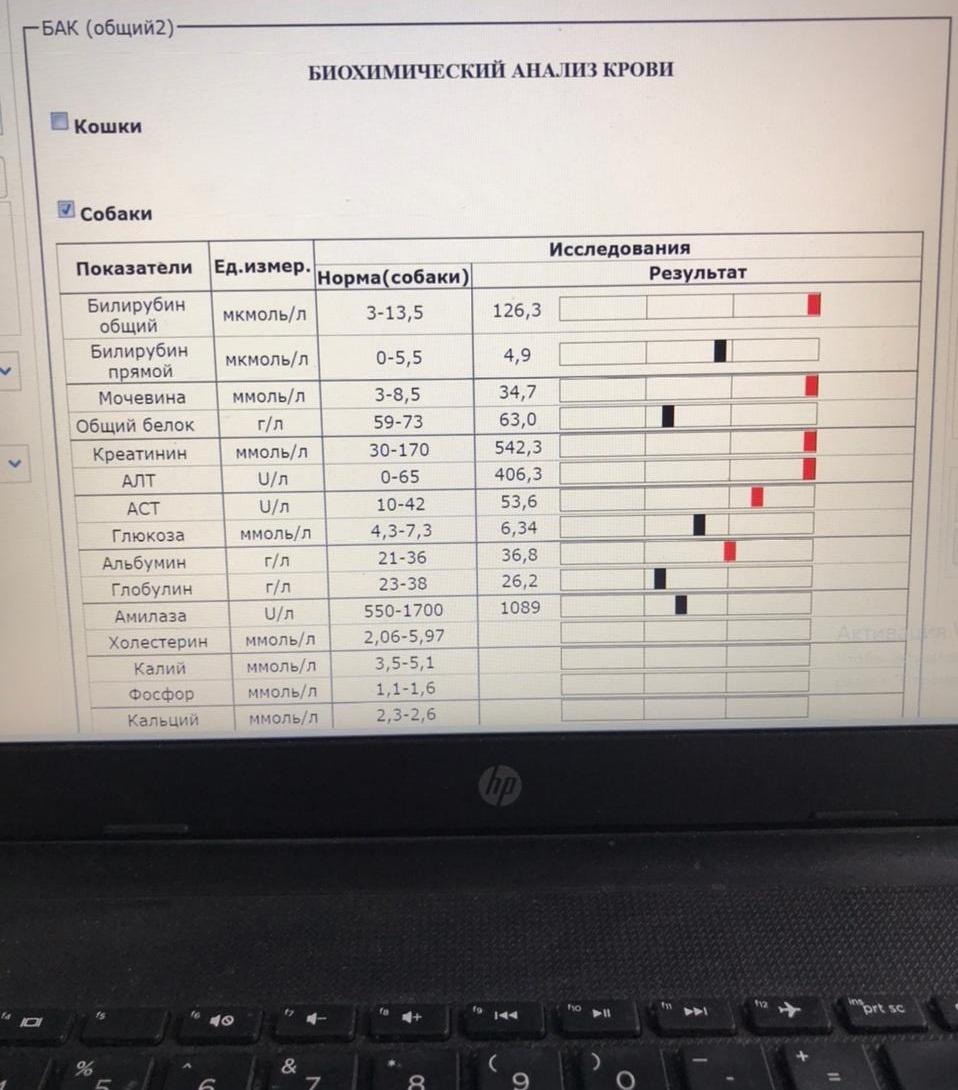 БАК (общий2)
БИОХИМИЧЕСКИЙ АНАЛИЗ КРОВИ
Кошки
Собаки
Показатели Ед.измер. Исследования
Норма(собаки) Результат
Билирубин общий мкмоль/л 3-13,5 126,3
Билирубин прямой мкмоль/л 0-5,5 4,9
Мочевина ммоль/л 3-8,5 34,7
Общий белок г/л 59-73 63,0
Креатинин ммоль/л 30-170 542,3
АЛТ U/л 0-65 406,3
АСТ U/л 10-42 53,6
Глюкоза ммоль/л 4,3-7,3 6,34
Альбумин г/л 21-36 36,8
Глобулин г/л 23-38 26,2
Амилаза U/л 550-1700 1089
Холестерин ммоль/л 2,06-5,97
Калий ммоль/л 3,5-5,1
Фосфор ммоль/л 1,1-1,6
Кальций ммоль/л 2,3-2,6
Активация
hp
f4 f5 f6 f7 f8 f9 f10 f11 f12 ins prt sc
% 5 ^ 6 & 7 * 8 ( 9 ) 0 - + =